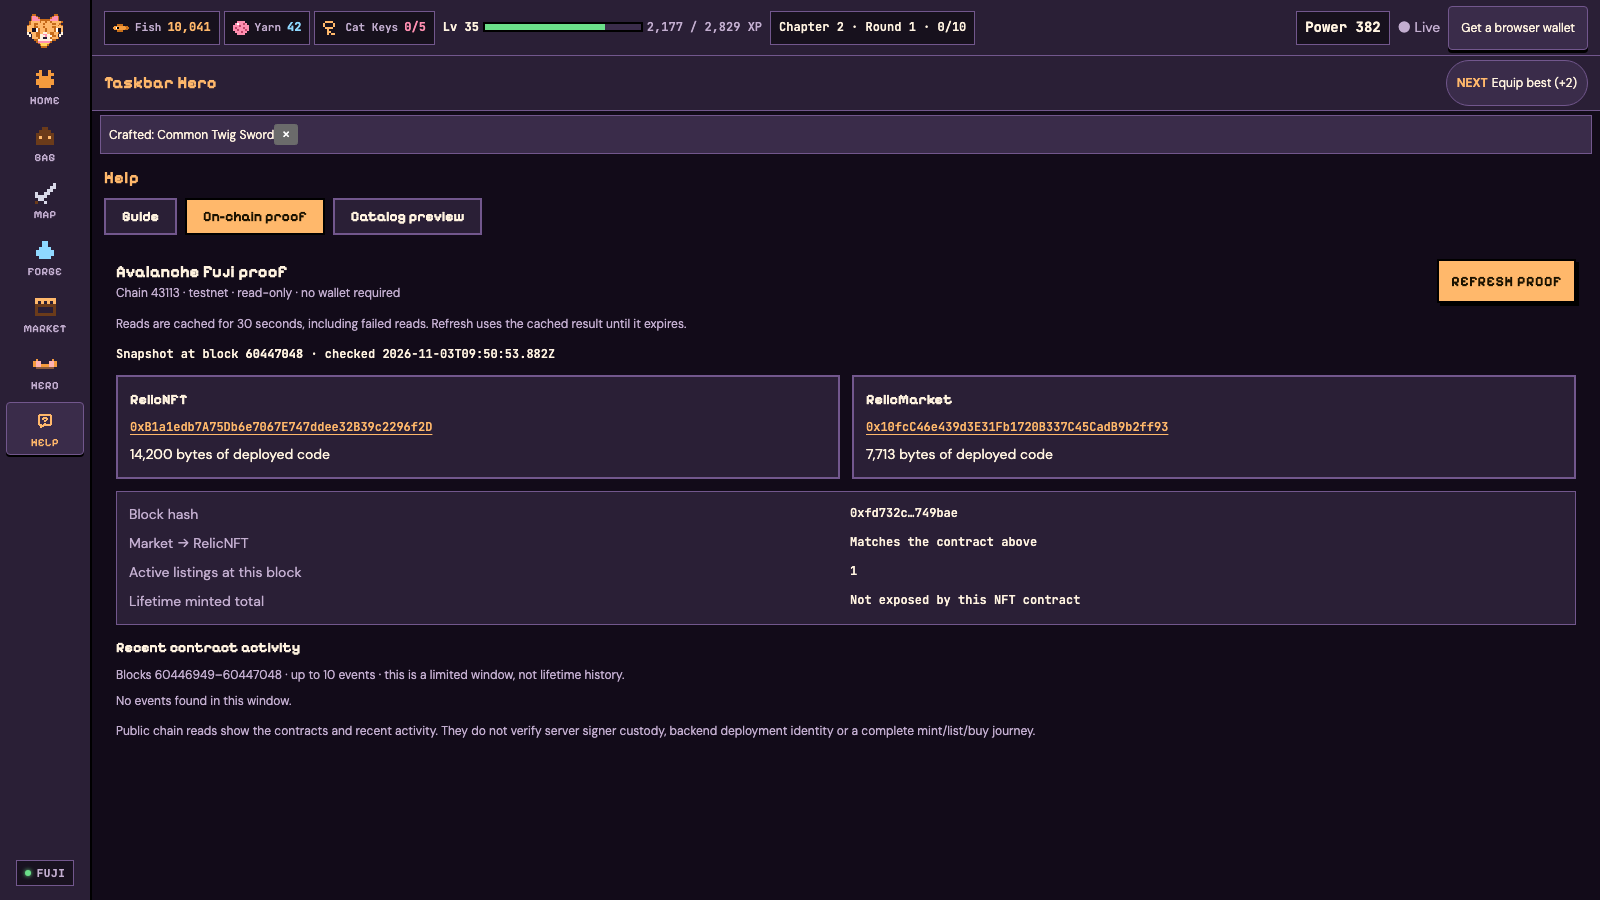 Fish 10,041
Yarn 42
Cat Keys 0/5
Lv 35
2,177 / 2,829 XP
Chapter 2 · Round 1 · 0/10
Power 382
Live
Get a browser wallet
HOME
BAG
MAP
FORGE
MARKET
HERO
HELP
FUJI
Taskbar Hero
NEXT Equip best (+2)
Crafted: Common Twig Sword ×
Help
Guide
On-chain proof
Catalog preview
Avalanche Fuji proof
Chain 43113 · testnet · read-only · no wallet required
REFRESH PROOF
Reads are cached for 30 seconds, including failed reads. Refresh uses the cached result until it expires.
Snapshot at block 60447048 · checked 2026-11-03T09:50:53.882Z
RelicNFT
0xB1a1edb7A75Db6e7067E747ddee32B39c2296f2D
14,200 bytes of deployed code
RelicMarket
0x10fcC46e439d3E31Fb1720B337C45CadB9b2ff93
7,713 bytes of deployed code
Block hash 0xfd732c…749bae
Market → RelicNFT Matches the contract above
Active listings at this block 1
Lifetime minted total Not exposed by this NFT contract
Recent contract activity
Blocks 60446949–60447048 · up to 10 events · this is a limited window, not lifetime history.
No events found in this window.
Public chain reads show the contracts and recent activity. They do not verify server signer custody, backend deployment identity or a complete mint/list/buy journey.